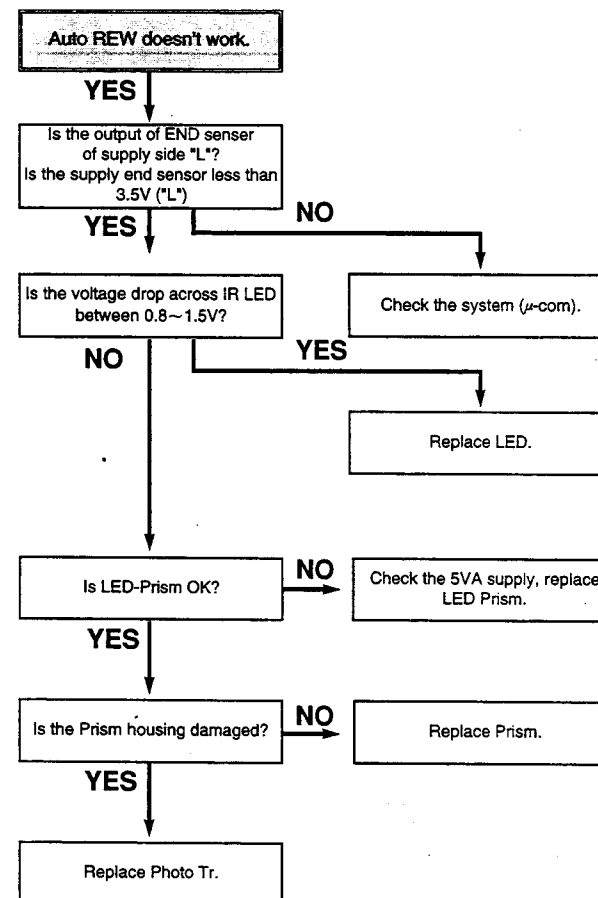 Auto REW doesn't work.
YES
Is the output of END senser
of supply side "L"?
Is the supply end sensor less than
3.5V ("L")
YES
NO
Is the voltage drop across IR LED
between 0.8~1.5V?
Check the system (μ-com).
NO
YES
Replace LED.
Is LED-Prism OK?
NO
Check the 5VA supply, replace
LED Prism.
YES
Is the Prism housing damaged?
NO
Replace Prism.
YES
Replace Photo Tr.